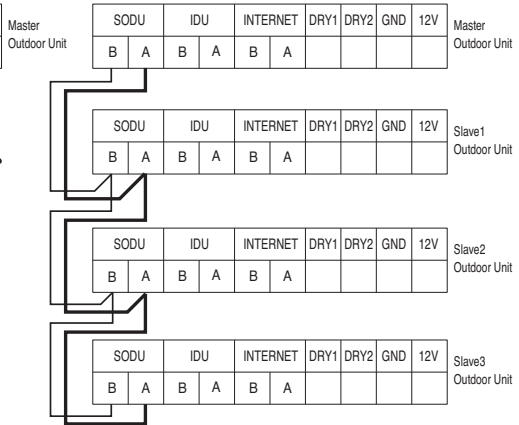 Master
Outdoor Unit
SODU IDU INTERNET DRY1 DRY2 GND 12V
B A B A B A
Master
Outdoor Unit
SODU IDU INTERNET DRY1 DRY2 GND 12V
B A B A B A
Slave1
Outdoor Unit
SODU IDU INTERNET DRY1 DRY2 GND 12V
B A B A B A
Slave2
Outdoor Unit
SODU IDU INTERNET DRY1 DRY2 GND 12V
B A B A B A
Slave3
Outdoor Unit